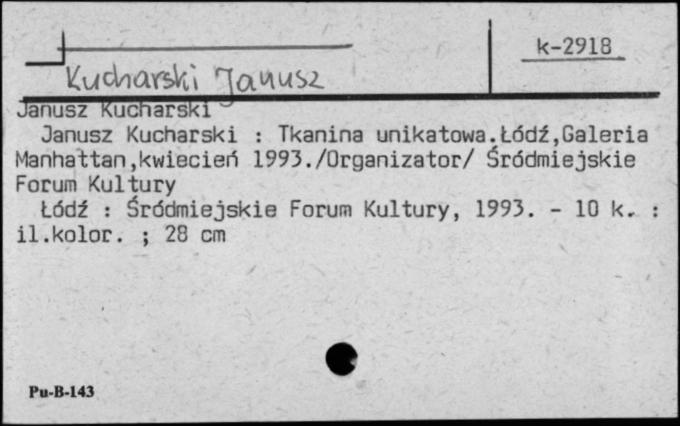 k-2918
Kucharski Janusz
Janusz Kucharski
Janusz Kucharski : Tkanina unikatowa.Łódź,Galeria
Manhattan,kwiecień 1993./Organizator/ Śródmiejskie
Forum Kultury
Łódź : Śródmiejskie Forum Kultury, 1993. - 10 k. :
il.kolor. ; 28 cm
Pu-B-143